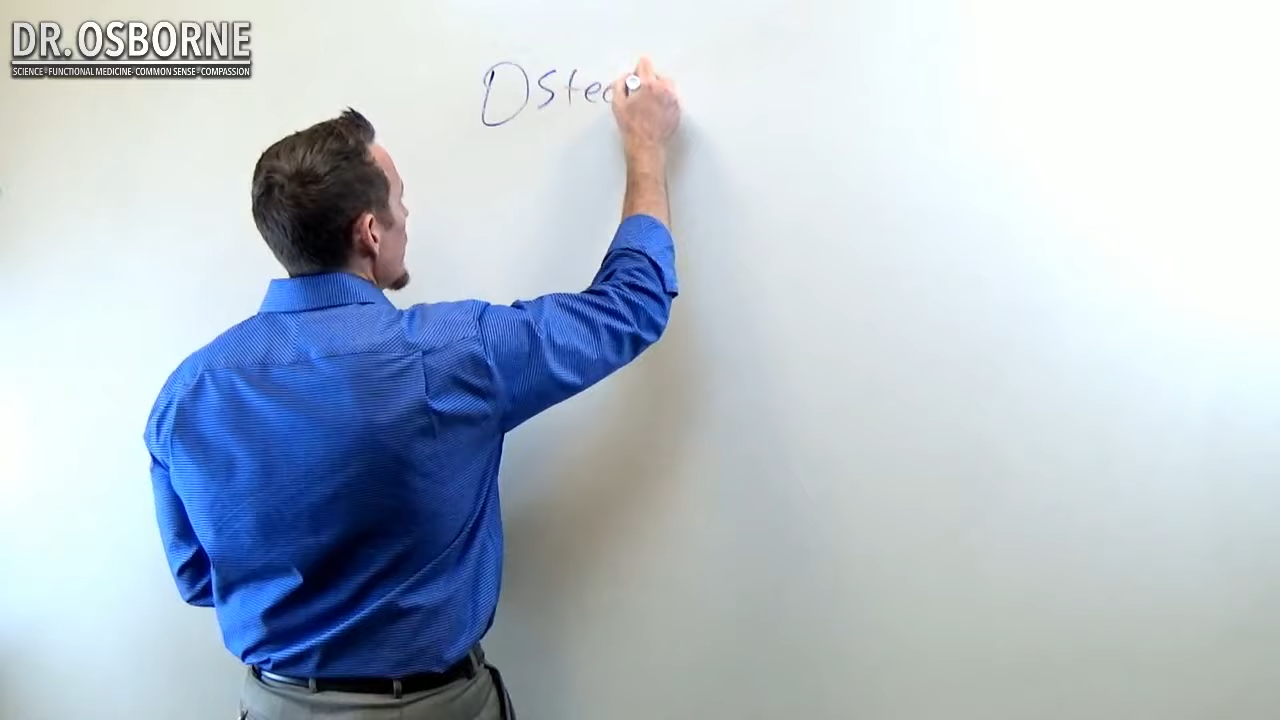 DR. OSBORNE
SCIENCE - FUNCTIONAL MEDICINE - COMMON SENSE - COMPASSION
Osteo